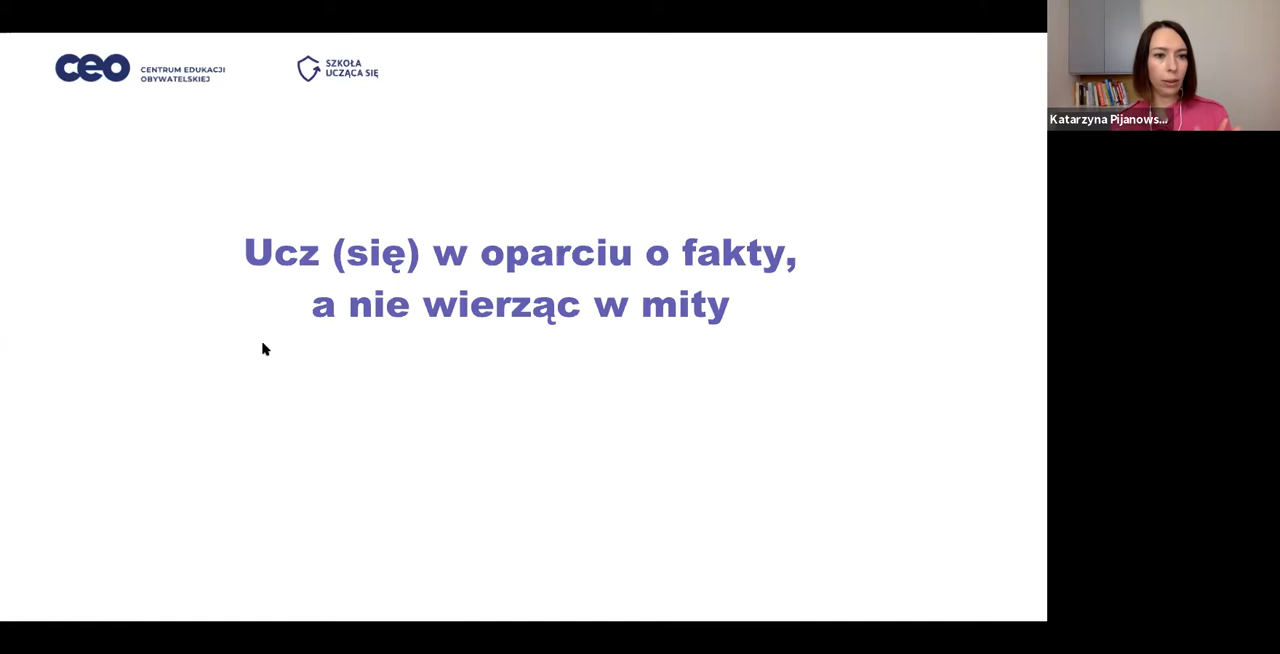 ceo
CENTRUM EDUKACJI
OBYWATELSKIEJ
SZKOŁA
UCZĄCA SIĘ
Katarzyna Pijanows...
Ucz (się) w oparciu o fakty,
a nie wierząc w mity